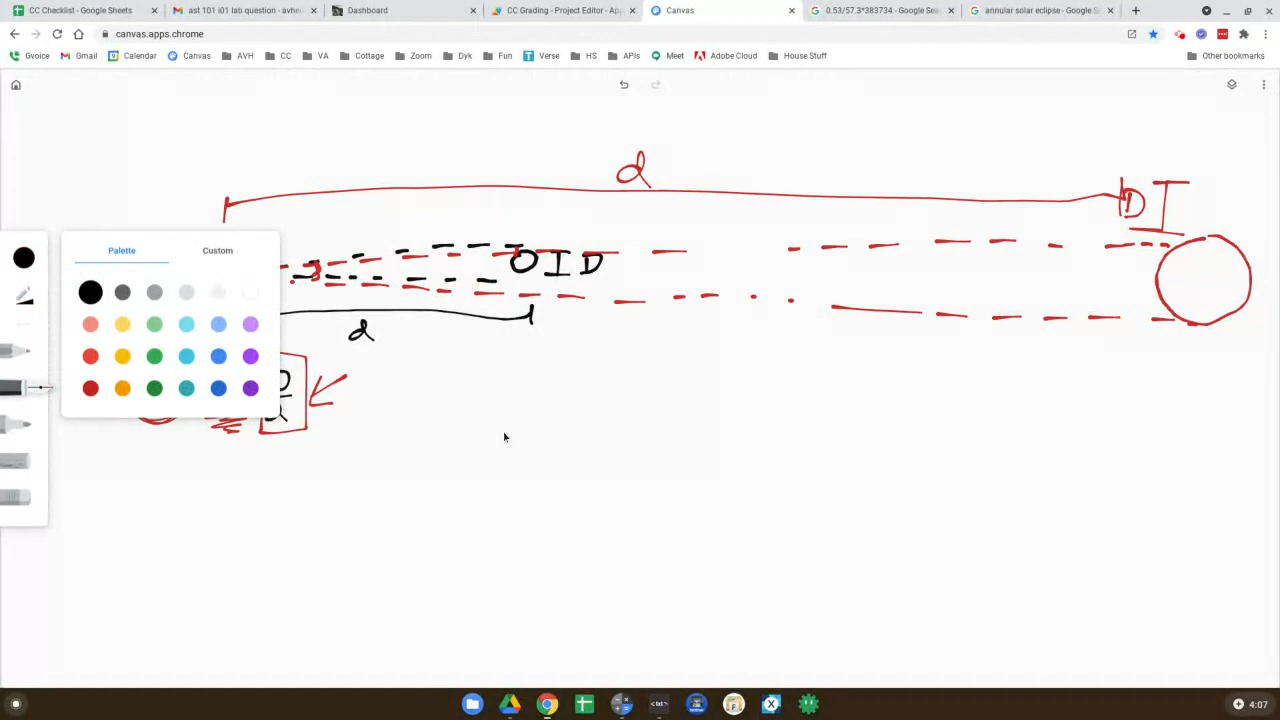 CC Checklist - Google Sheets
ast 101 i01 lab question - avhe
Dashboard
CC Grading - Project Editor - Ap
Canvas
0.53/57.3*383734 - Google Sea
annular solar eclipse - Google S
canvas.apps.chrome
Gvoice
Gmail
Calendar
Canvas
AVH
CC
VA
Cottage
Zoom
Dyk
Fun
Verse
HS
APIs
Meet
Adobe Cloud
House Stuff
Other bookmarks
d
D
Palette
Custom
D
d
4:07